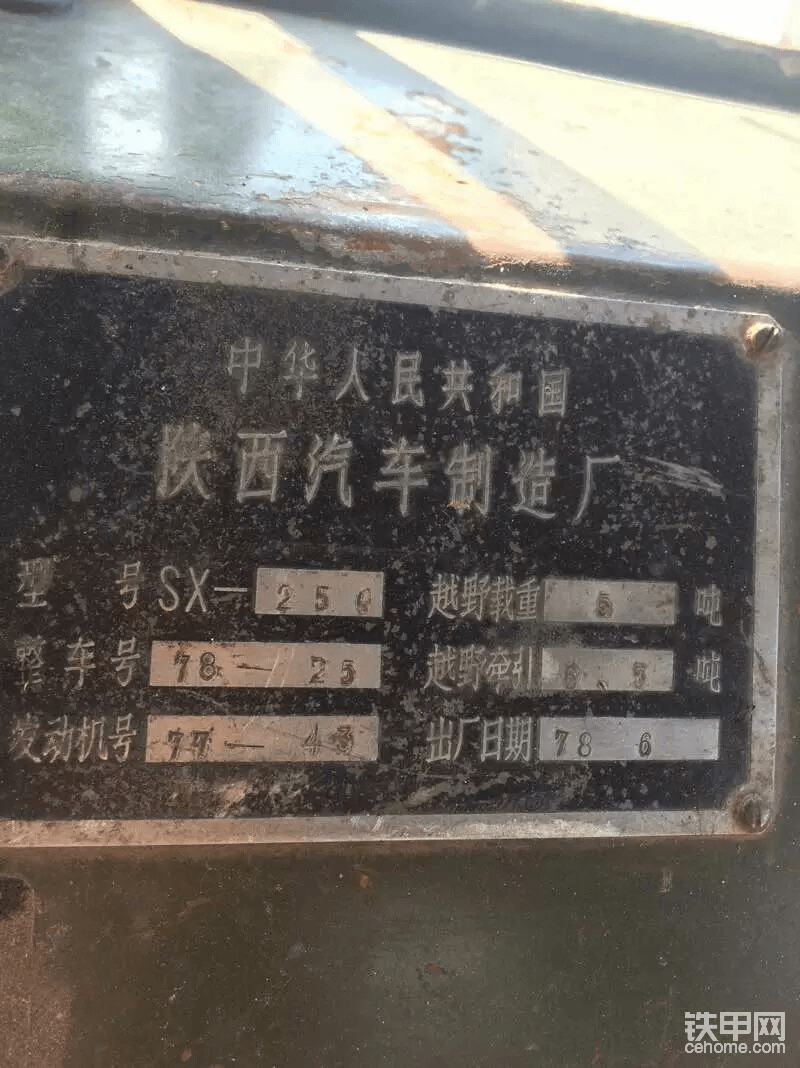 中华人民共和国
陕西汽车制造厂
型号 SX-250 越野载重 5 吨
整车号 78-25 越野牵引 6.5 吨
发动机号 77-43 出厂日期 78 6
铁甲网
cehome.com